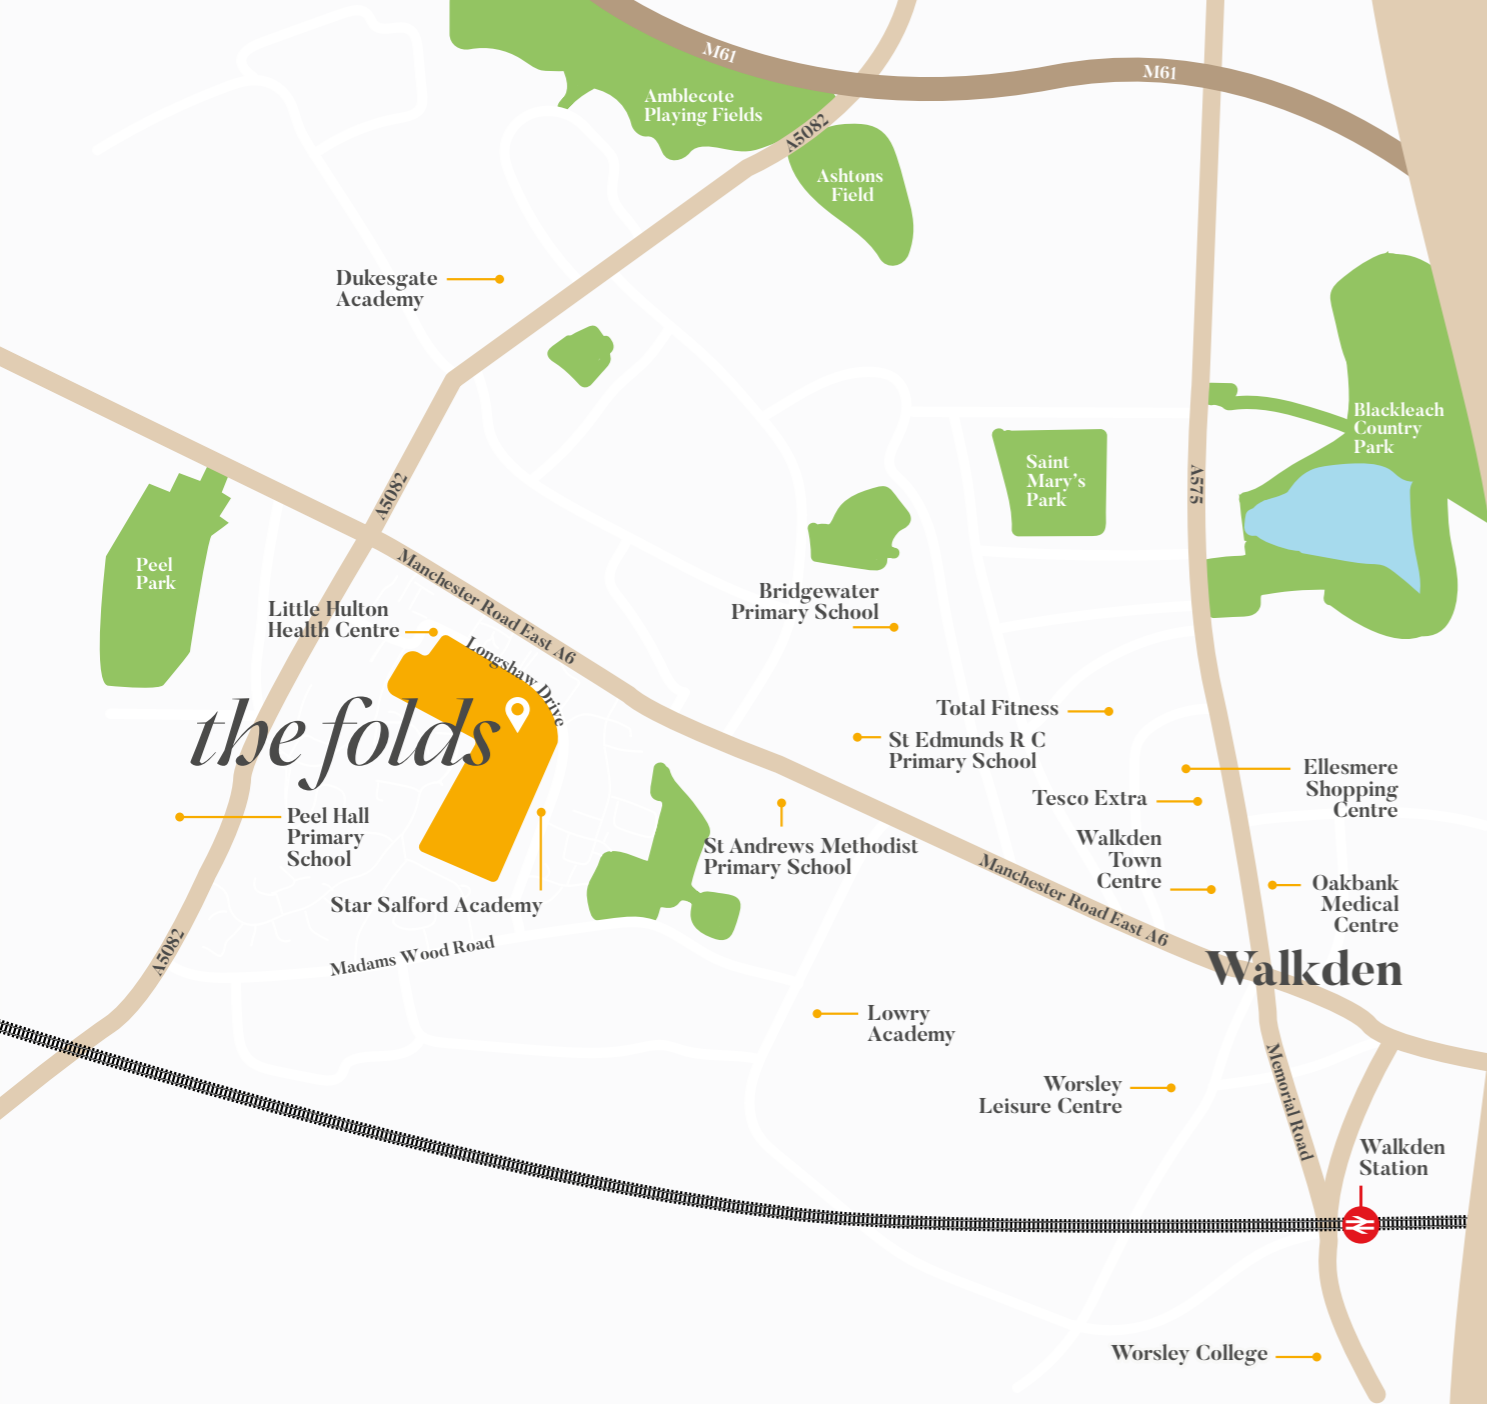 M61
M61
Amblecote
Playing Fields
A5082
Ashtons
Field
Dukesgate
Academy
Blackleach
Country
Park
Saint
Mary's
Park
A575
A5082
Peel
Park
Manchester Road East A6
Little Hulton
Health Centre
Longshaw Drive
Bridgewater
Primary School
the folds
Total Fitness
St Edmunds R C
Primary School
Ellesmere
Shopping
Centre
Tesco Extra
Peel Hall
Primary
School
St Andrews Methodist
Primary School
Walkden
Town
Centre
Manchester Road East A6
Oakbank
Medical
Centre
Star Salford Academy
Madams Wood Road
A5082
Walkden
Lowry
Academy
Memorial Road
Worsley
Leisure Centre
Walkden
Station
Worsley College